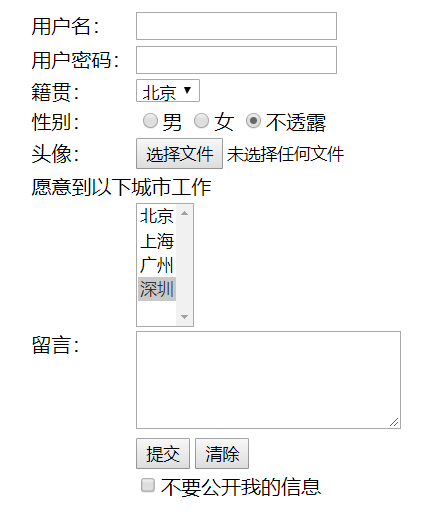 用户名：
用户密码：
籍贯： 北京
性别： 男 女 不透露
头像： 选择文件 未选择任何文件
愿意到以下城市工作
北京
上海
广州
深圳
留言：
提交 清除
不要公开我的信息